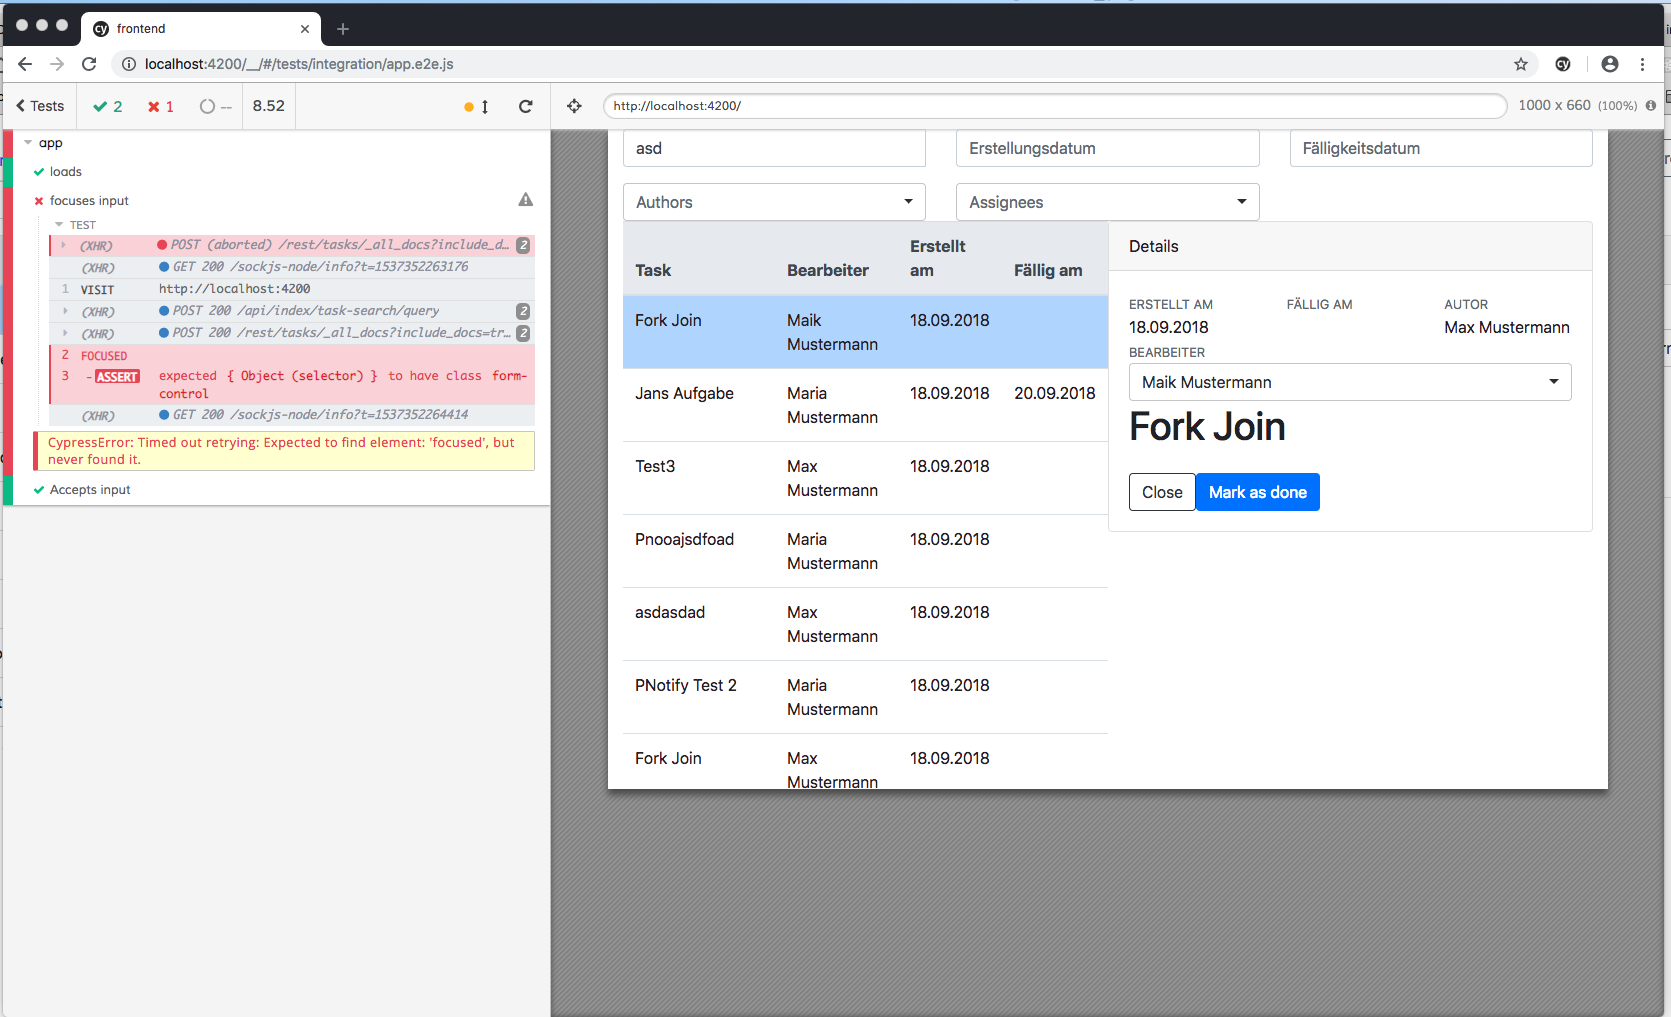 frontend
localhost:4200/__/#/tests/integration/app.e2e.js
Tests
2
1
--
8.52
http://localhost:4200/
1000 x 660 (100%)
app
loads
focuses input
TEST
(XHR) POST (aborted) /rest/tasks/_all_docs?include_d... 2
(XHR) GET 200 /sockjs-node/info?t=1537352263176
1 VISIT http://localhost:4200
(XHR) POST 200 /api/index/task-search/query 2
(XHR) POST 200 /rest/tasks/_all_docs?include_docs=tr... 2
2 FOCUSED
3 -ASSERT expected { Object (selector) } to have class form-
control
(XHR) GET 200 /sockjs-node/info?t=1537352264414
CypressError: Timed out retrying: Expected to find element: 'focused', but
never found it.
Accepts input
asd
Erstellungsdatum
Fälligkeitsdatum
Authors
Assignees
Task Bearbeiter Erstellt am Fällig am
Fork Join Maik Mustermann 18.09.2018
Jans Aufgabe Maria Mustermann 18.09.2018 20.09.2018
Test3 Max Mustermann 18.09.2018
Pnooajsdfoad Maria Mustermann 18.09.2018
asdasdad Max Mustermann 18.09.2018
PNotify Test 2 Maria Mustermann 18.09.2018
Fork Join Max Mustermann 18.09.2018
Details
ERSTELLT AM FÄLLIG AM AUTOR
18.09.2018 Max Mustermann
BEARBEITER
Maik Mustermann
Fork Join
Close Mark as done